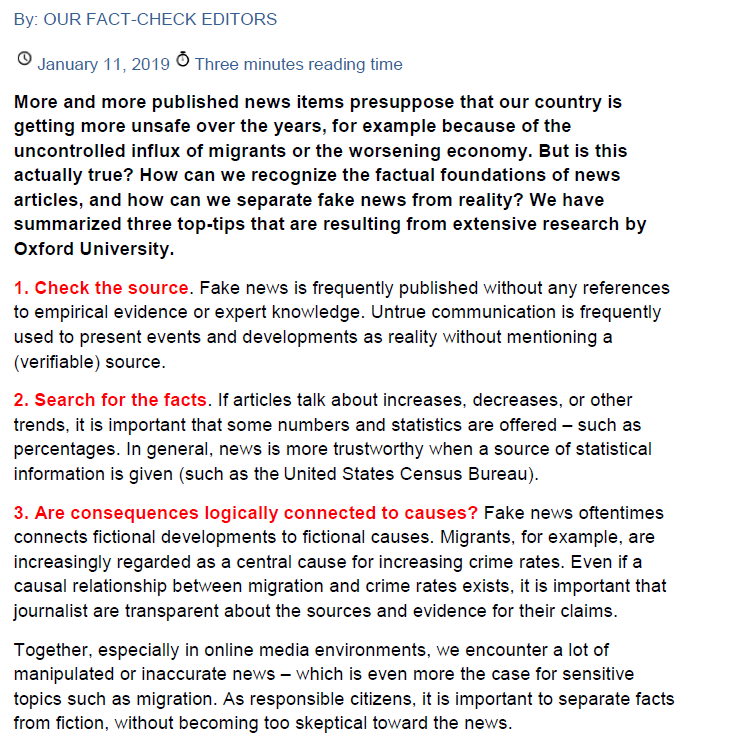 By: OUR FACT-CHECK EDITORS
January 11, 2019 Three minutes reading time
More and more published news items presuppose that our country is
getting more unsafe over the years, for example because of the
uncontrolled influx of migrants or the worsening economy. But is this
actually true? How can we recognize the factual foundations of news
articles, and how can we separate fake news from reality? We have
summarized three top-tips that are resulting from extensive research by
Oxford University.
1. Check the source. Fake news is frequently published without any references
to empirical evidence or expert knowledge. Untrue communication is frequently
used to present events and developments as reality without mentioning a
(verifiable) source.
2. Search for the facts. If articles talk about increases, decreases, or other
trends, it is important that some numbers and statistics are offered – such as
percentages. In general, news is more trustworthy when a source of statistical
information is given (such as the United States Census Bureau).
3. Are consequences logically connected to causes? Fake news oftentimes
connects fictional developments to fictional causes. Migrants, for example, are
increasingly regarded as a central cause for increasing crime rates. Even if a
causal relationship between migration and crime rates exists, it is important that
journalist are transparent about the sources and evidence for their claims.
Together, especially in online media environments, we encounter a lot of
manipulated or inaccurate news – which is even more the case for sensitive
topics such as migration. As responsible citizens, it is important to separate facts
from fiction, without becoming too skeptical toward the news.